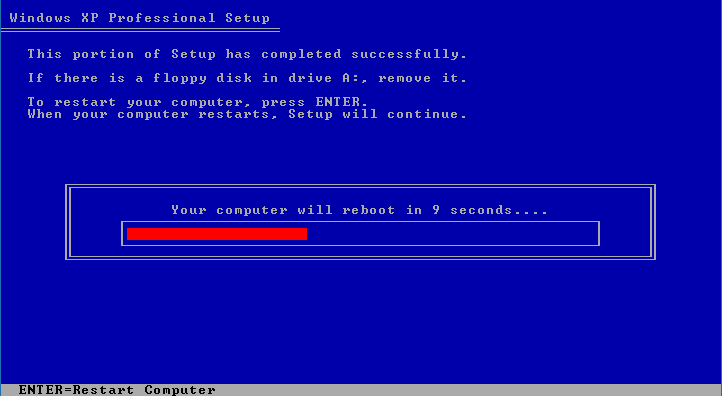 Windows XP Professional Setup
This portion of Setup has completed successfully.
If there is a floppy disk in drive A:, remove it.
To restart your computer, press ENTER.
When your computer restarts, Setup will continue.
Your computer will reboot in 9 seconds....
ENTER=Restart Computer